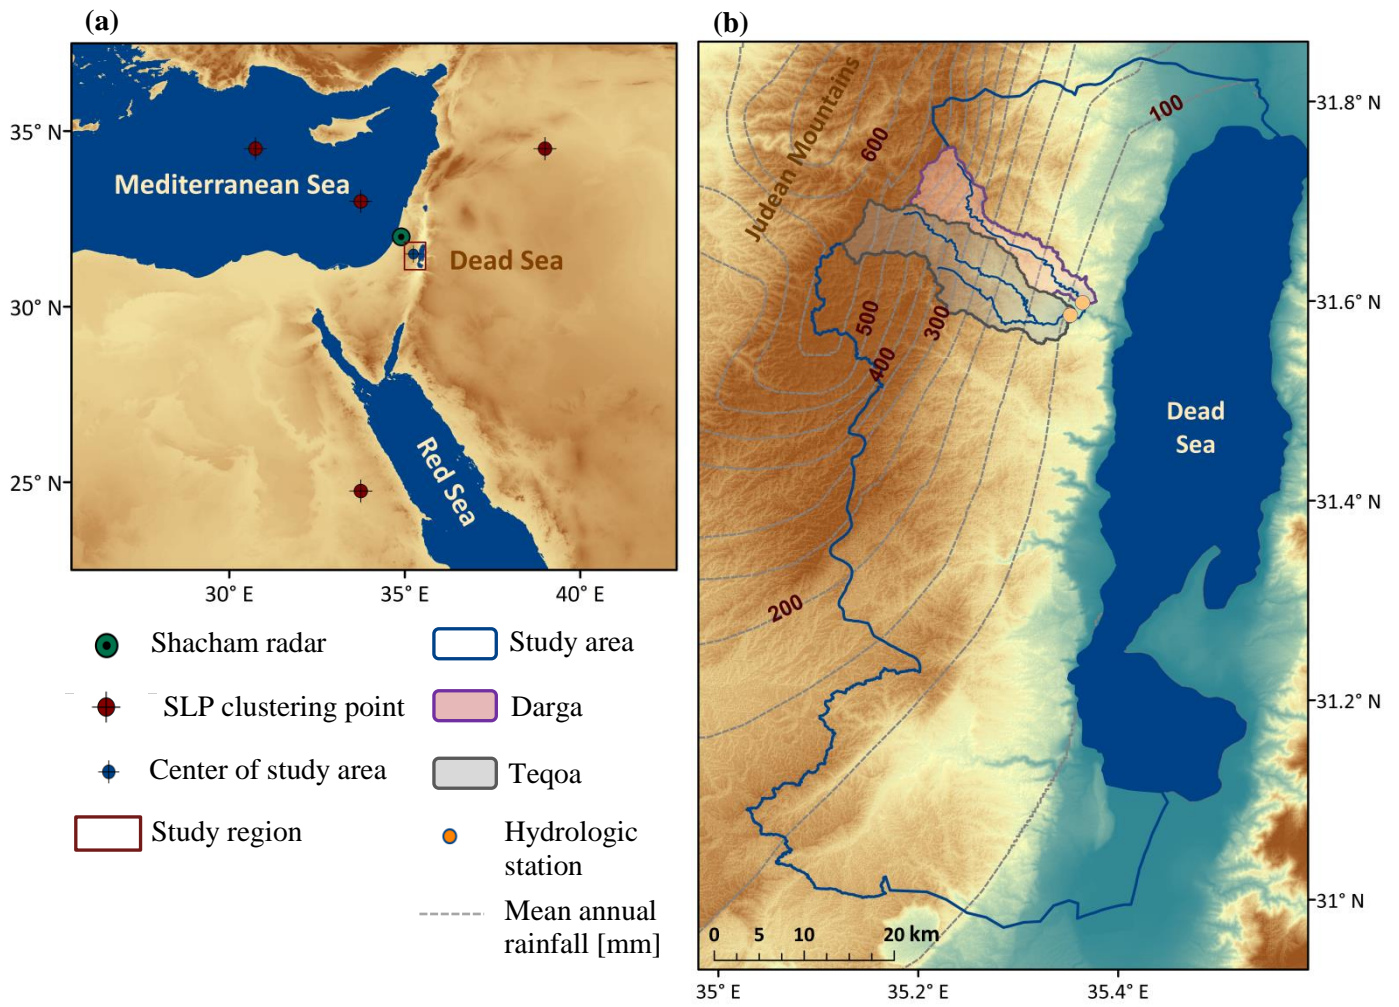 (a)
35° N
30° N
25° N
Mediterranean Sea
Dead Sea
Red Sea
30° E
35° E
40° E
Shacham radar
SLP clustering point
Center of study area
Study region
Study area
Darga
Teqoa
Hydrologic
station
Mean annual
rainfall [mm]
(b)
Judean Mountains
600
100
500
300
400
200
Dead
Sea
31.8° N
31.6° N
31.4° N
31.2° N
31° N
0 5 10 20 km
35° E
35.2° E
35.4° E